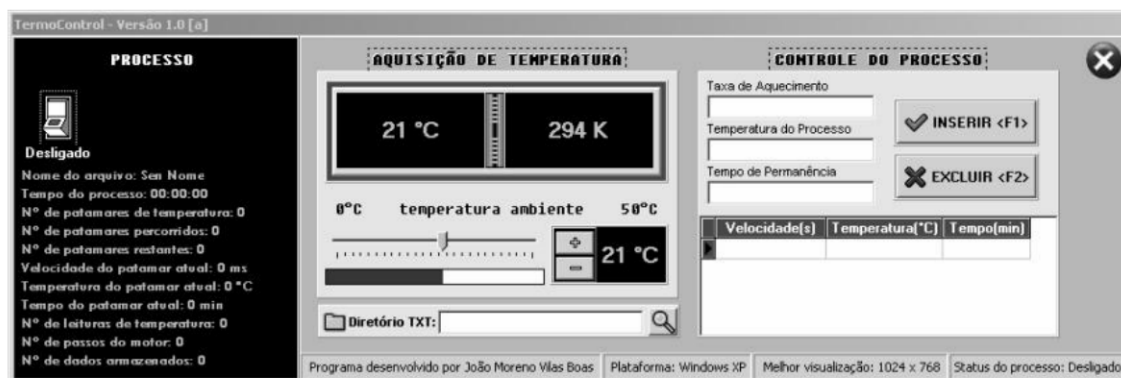 TermoControl - Versão 1.0 [a]
PROCESSO
Desligado
Nome do arquivo: Sen Nome
Tempo do processo: 00:00:00
Nº de patamares de temperatura: 0
Nº de patamares percorridos: 0
Nº de patamares restantes: 0
Velocidade do patamar atual: 0 ms
Temperatura do patamar atual: 0 °C
Tempo do patamar atual: 0 min
Nº de leituras de temperatura: 0
Nº de passos do motor: 0
Nº de dados armazenados: 0
AQUISIÇÃO DE TEMPERATURA
21 °C 294 K
0°C temperatura ambiente 50°C
21 °C
Diretório TXT:
CONTROLE DO PROCESSO
Taxa de Aquecimento
Temperatura do Processo
Tempo de Permanência
INSERIR <F1>
EXCLUIR <F2>
Velocidade(s) Temperatura(°C) Tempo(min)
Programa desenvolvido por João Moreno Vilas Boas Plataforma: Windows XP Melhor visualização: 1024 x 768 Status do processo: Desligado